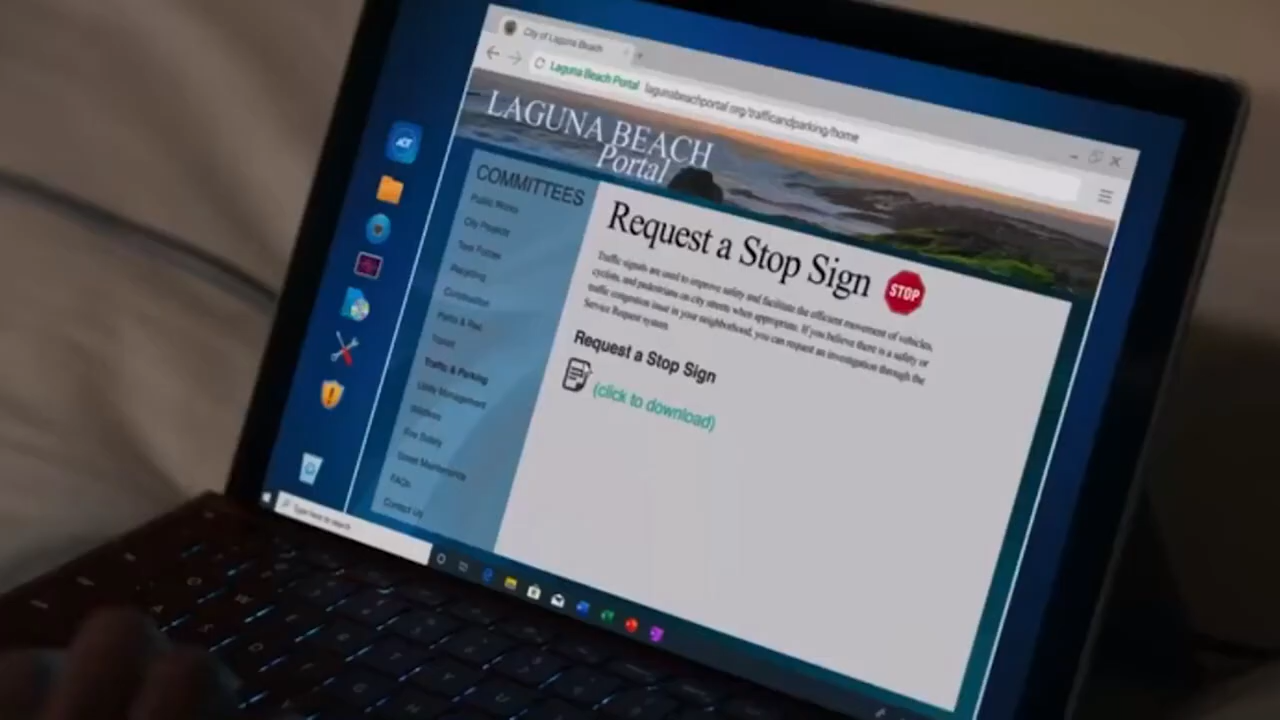 City of Laguna Beach
Laguna Beach Portal lagunabeachportal.org/trafficandparking/home
LAGUNA BEACH
Portal
COMMITTEES
Public Works
City Projects
Task Forces
Recycling
Construction
Parks & Rec
Transit
Traffic & Parking
Utility Management
Wildfires
Fire Safety
Street Maintenance
FAQs
Contact Us
Request a Stop Sign
STOP
Traffic signals are used to improve safety and facilitate the efficient movement of vehicles,
cyclists, and pedestrians on city streets when appropriate. If you believe there is a safety or
traffic congestion issue in your neighborhood, you can request an investigation through the
Service Request system.
Request a Stop Sign
(click to download)
Type here to search